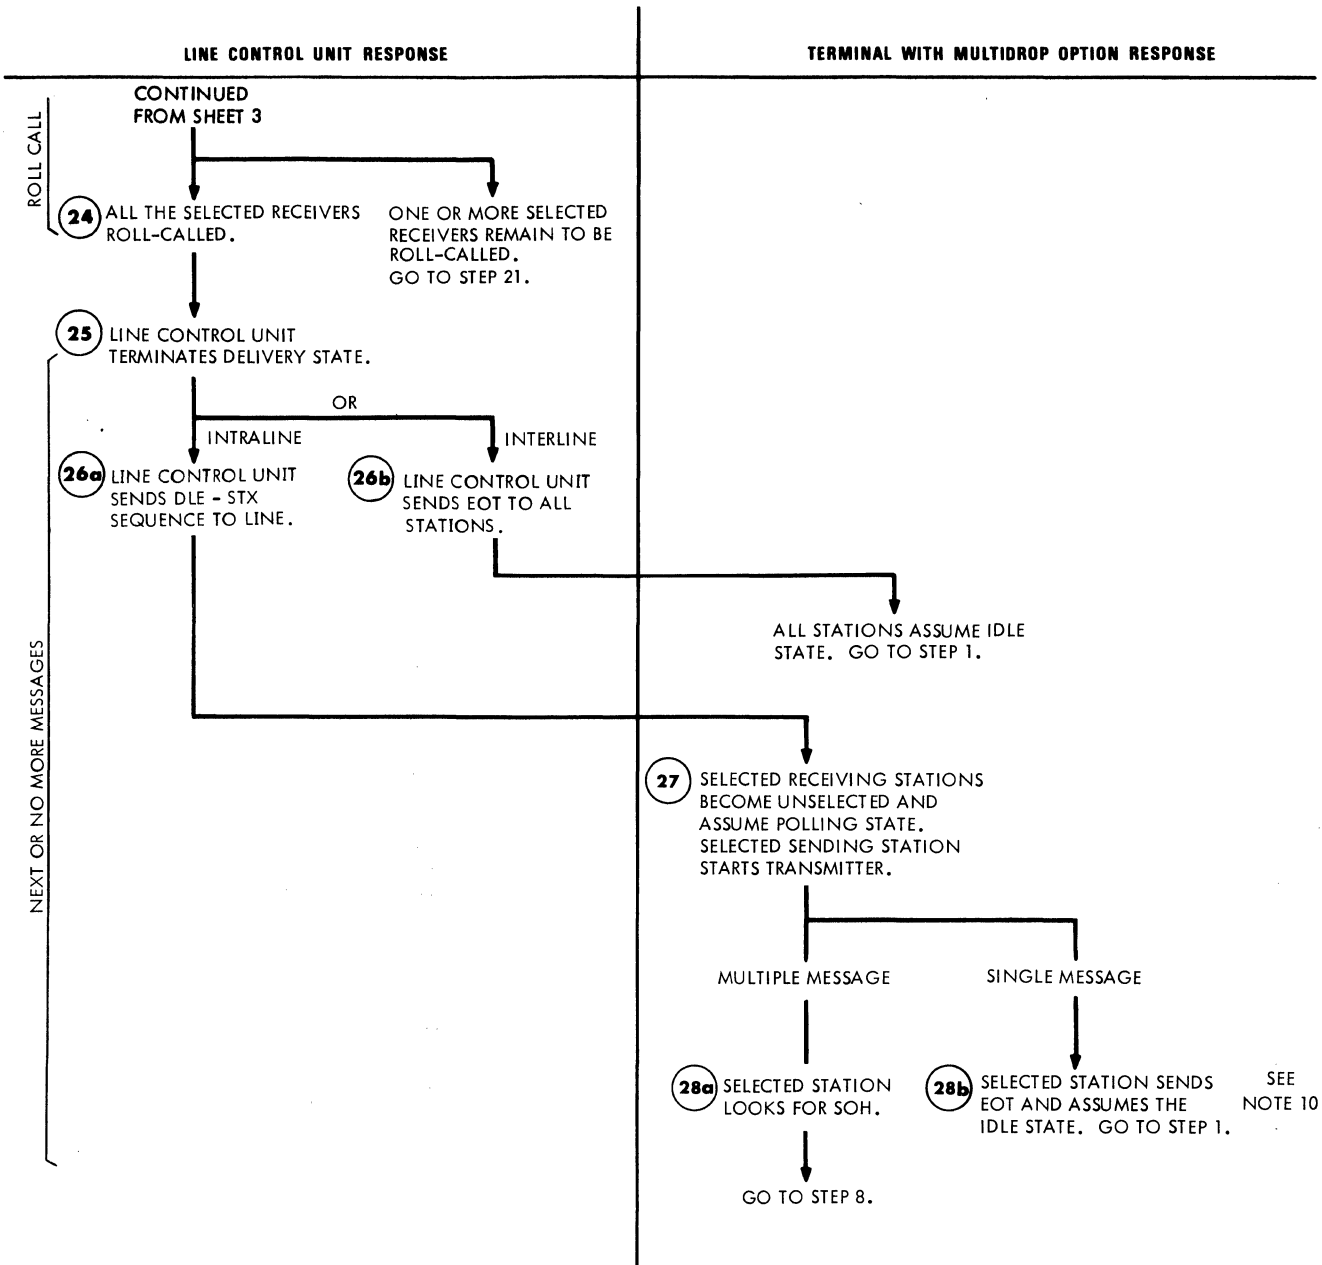 LINE CONTROL UNIT RESPONSE
TERMINAL WITH MULTIDROP OPTION RESPONSE
CONTINUED
FROM SHEET 3
ROLL CALL
24
ALL THE SELECTED RECEIVERS
ROLL-CALLED.
ONE OR MORE SELECTED
RECEIVERS REMAIN TO BE
ROLL-CALLED.
GO TO STEP 21.
25
LINE CONTROL UNIT
TERMINATES DELIVERY STATE.
OR
INTRALINE
INTERLINE
26a
LINE CONTROL UNIT
SENDS DLE - STX
SEQUENCE TO LINE.
26b
LINE CONTROL UNIT
SENDS EOT TO ALL
STATIONS.
ALL STATIONS ASSUME IDLE
STATE. GO TO STEP 1.
NEXT OR NO MORE MESSAGES
27
SELECTED RECEIVING STATIONS
BECOME UNSELECTED AND
ASSUME POLLING STATE.
SELECTED SENDING STATION
STARTS TRANSMITTER.
MULTIPLE MESSAGE
SINGLE MESSAGE
28a
SELECTED STATION
LOOKS FOR SOH.
28b
SELECTED STATION SENDS
EOT AND ASSUMES THE
IDLE STATE. GO TO STEP 1.
SEE
NOTE 10
GO TO STEP 8.